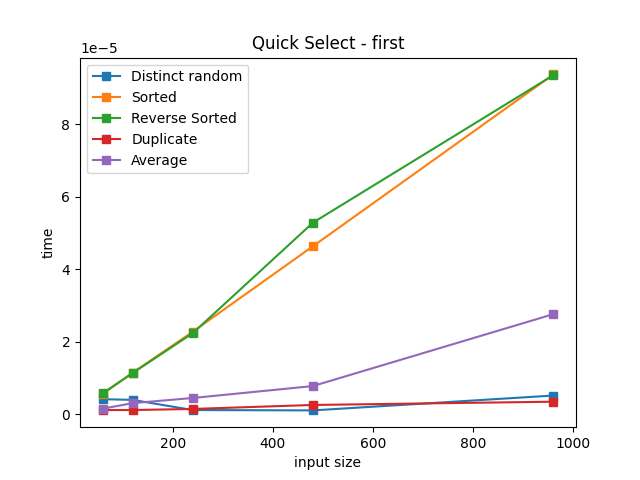 Quick Select - first
1e−5
Distinct random
Sorted
Reverse Sorted
Duplicate
Average
8
6
4
2
0
time
200 400 600 800 1000
input size